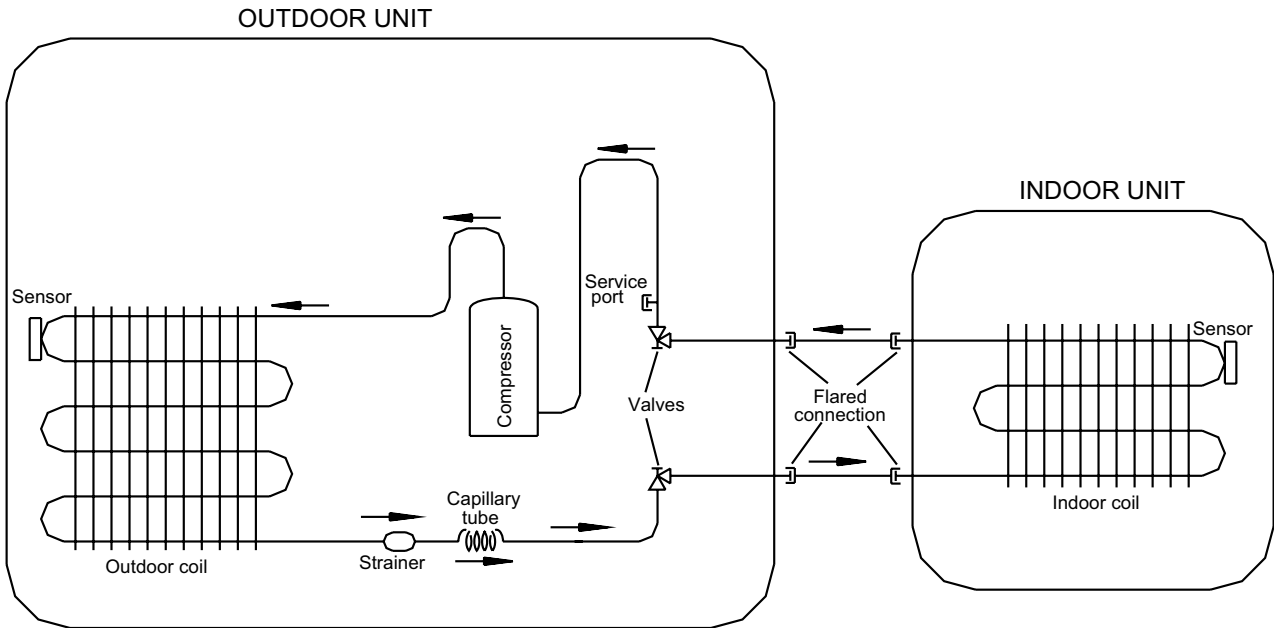 OUTDOOR UNIT
INDOOR UNIT
Sensor
Service
port
Compressor
Sensor
Valves
Flared
connection
Capillary
tube
Indoor coil
Outdoor coil
Strainer